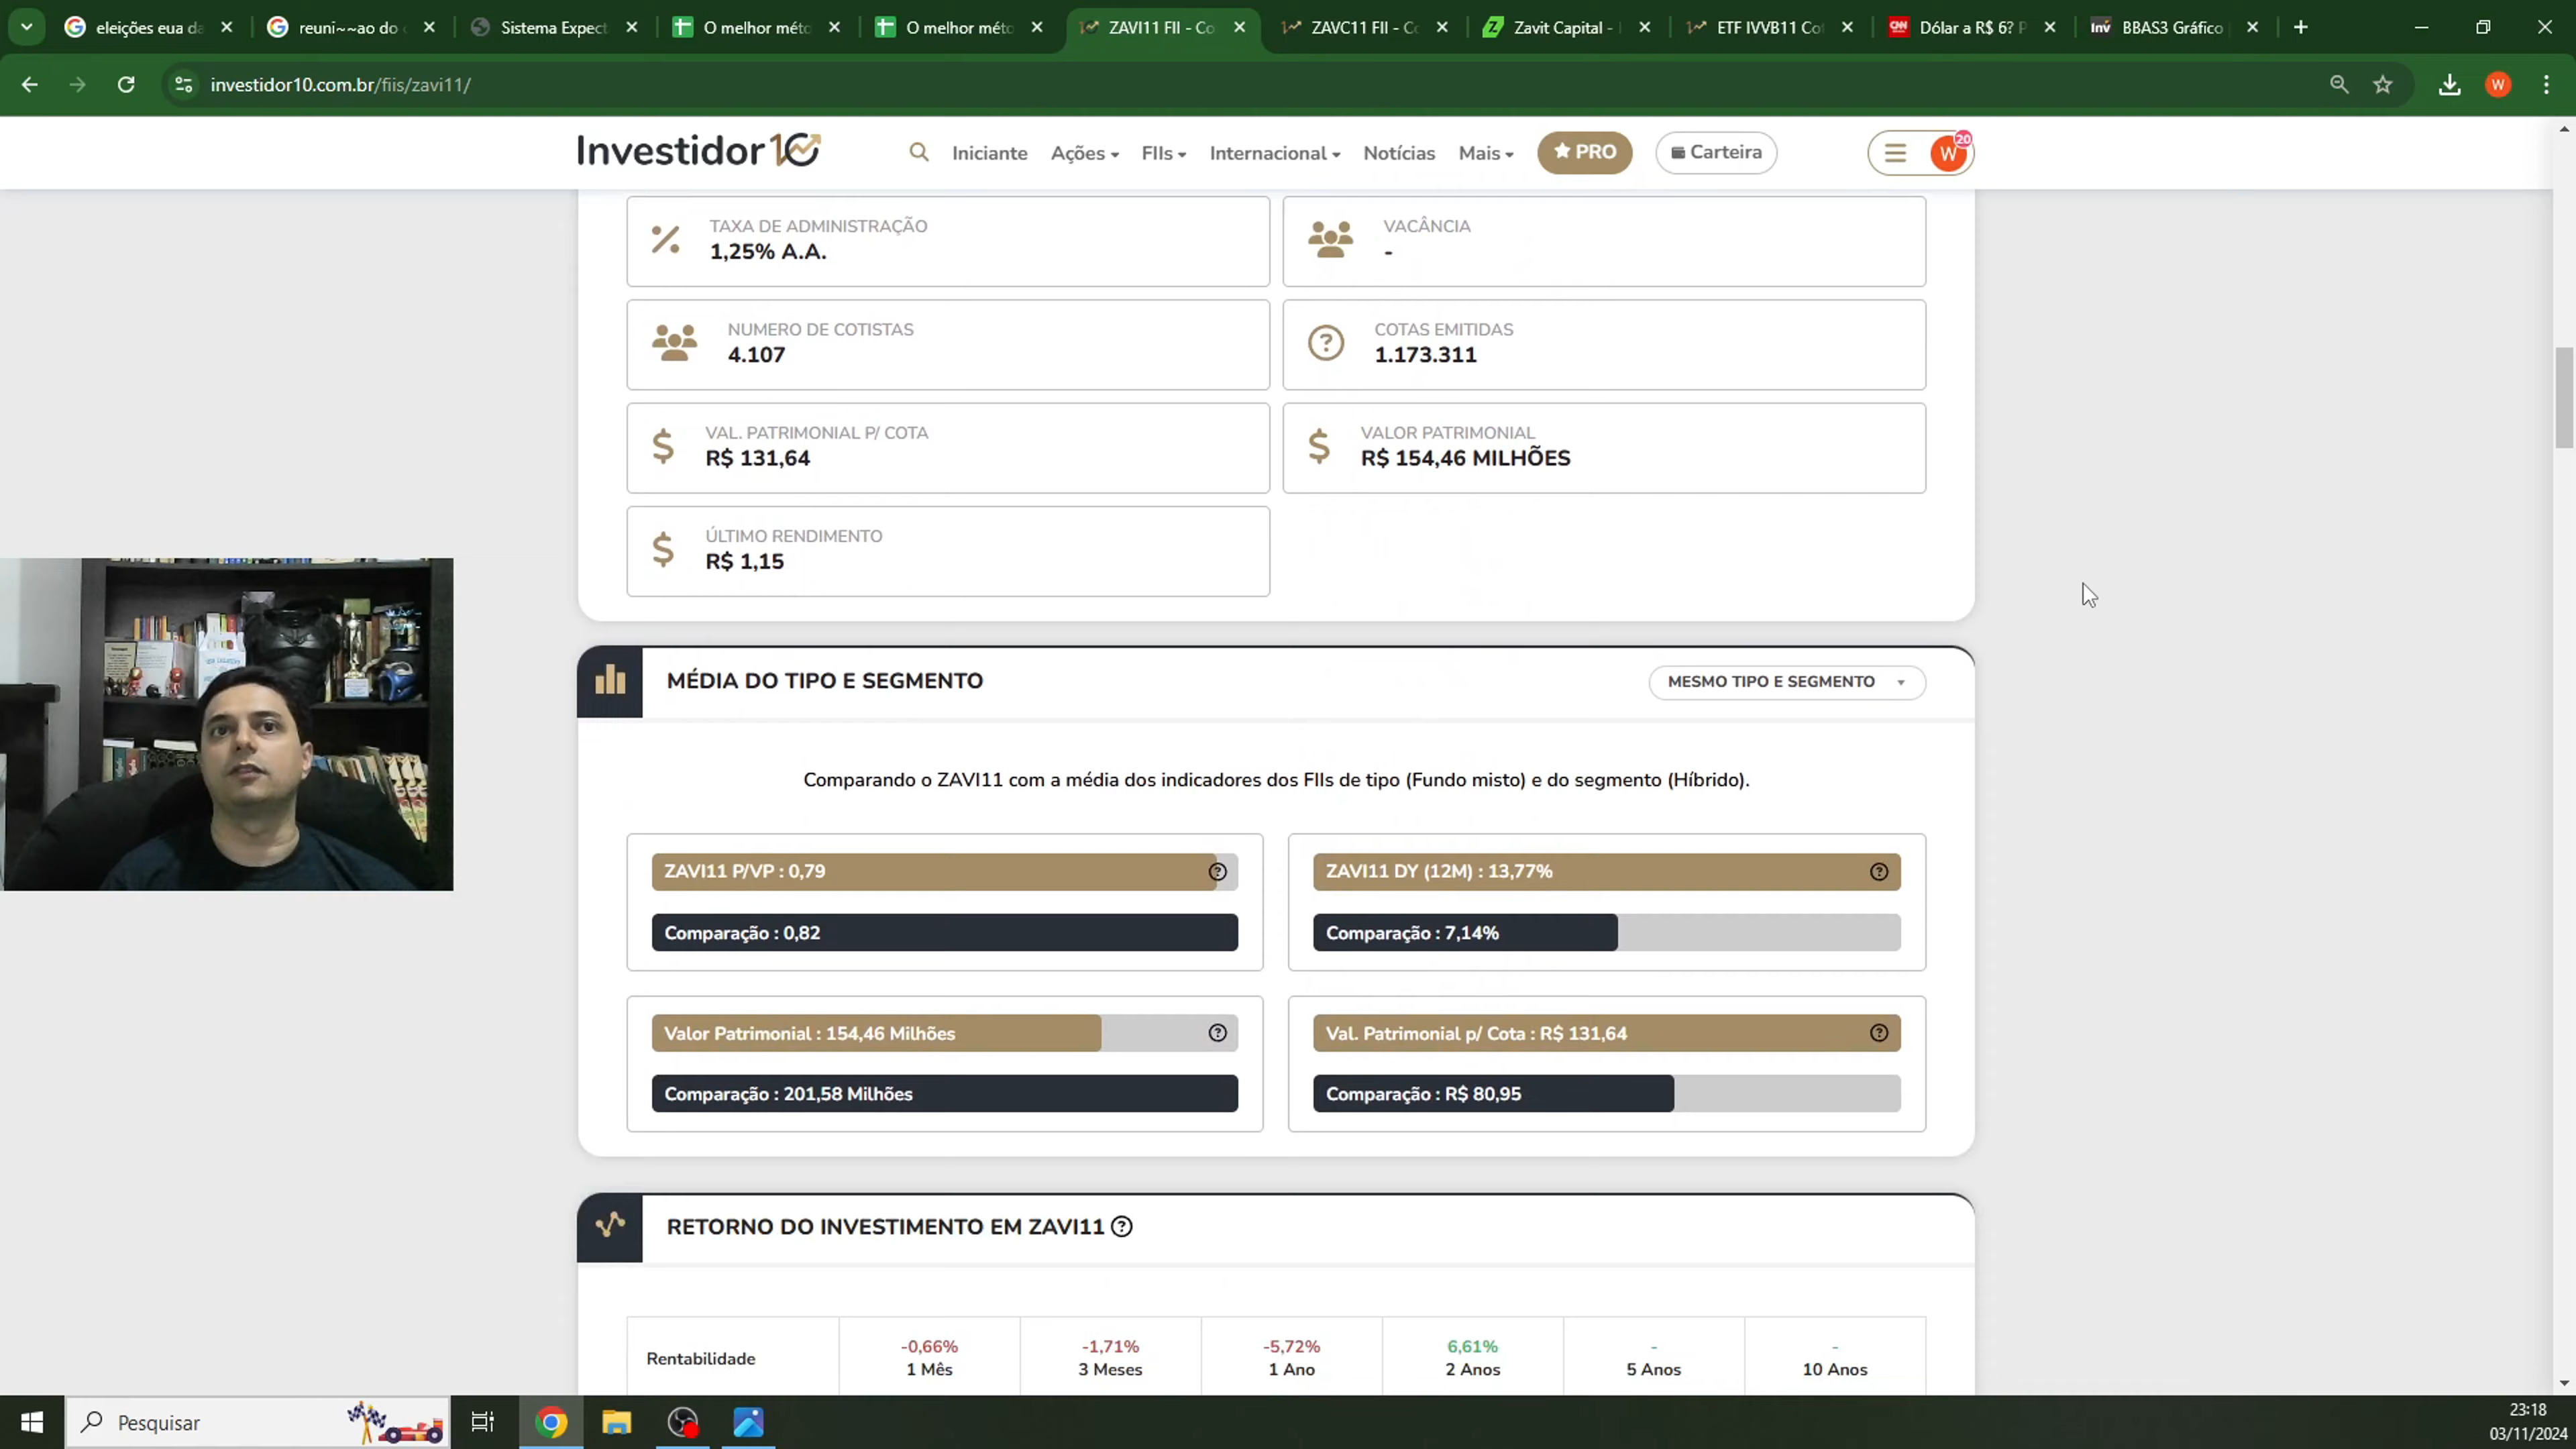 eleições eua da
reuni~~ao do c
Sistema Expect
O melhor méto
O melhor méto
ZAVI11 FII - Co
ZAVC11 FII - Co
Zavit Capital -
ETF IVVB11 Cot
CNN
Dólar a R$ 6? P
Inv
BBAS3 Gráfico
investidor10.com.br/fiis/zavi11/
W
Investidor10
Iniciante
Ações
FIIs
Internacional
Notícias
Mais
PRO
Carteira
W
20
TAXA DE ADMINISTRAÇÃO
1,25% A.A.
VACÂNCIA
-
NUMERO DE COTISTAS
4.107
COTAS EMITIDAS
1.173.311
VAL. PATRIMONIAL P/ COTA
R$ 131,64
VALOR PATRIMONIAL
R$ 154,46 MILHÕES
ÚLTIMO RENDIMENTO
R$ 1,15
MÉDIA DO TIPO E SEGMENTO
MESMO TIPO E SEGMENTO
Comparando o ZAVI11 com a média dos indicadores dos FIIs de tipo (Fundo misto) e do segmento (Híbrido).
ZAVI11 P/VP : 0,79
Comparação : 0,82
ZAVI11 DY (12M) : 13,77%
Comparação : 7,14%
Valor Patrimonial : 154,46 Milhões
Comparação : 201,58 Milhões
Val. Patrimonial p/ Cota : R$ 131,64
Comparação : R$ 80,95
RETORNO DO INVESTIMENTO EM ZAVI11
Rentabilidade
-0,66%
1 Mês
-1,71%
3 Meses
-5,72%
1 Ano
6,61%
2 Anos
-
5 Anos
-
10 Anos
Pesquisar
23:18
03/11/2024